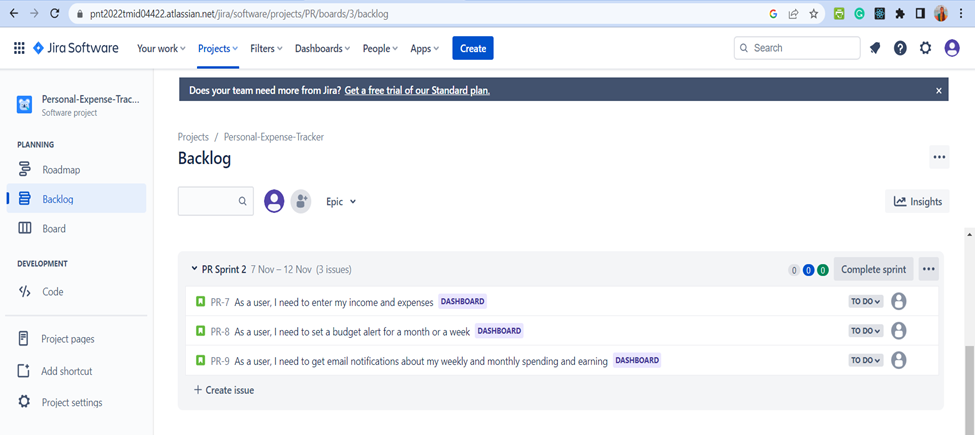 pnt2022tmid04422.atlassian.net/jira/software/projects/PR/boards/3/backlog
Jira Software Your work Projects Filters Dashboards People Apps Create Search
Personal-Expense-Trac...
Software project
PLANNING
Roadmap
Backlog
Board
DEVELOPMENT
Code
Project pages
Add shortcut
Project settings
Does your team need more from Jira? Get a free trial of our Standard plan.
Projects / Personal-Expense-Tracker
Backlog
Epic Insights
PR Sprint 2 7 Nov – 12 Nov (3 issues) 0 0 0 Complete sprint
PR-7 As a user, I need to enter my income and expenses DASHBOARD TO DO
PR-8 As a user, I need to set a budget alert for a month or a week DASHBOARD TO DO
PR-9 As a user, I need to get email notifications about my weekly and monthly spending and earning DASHBOARD TO DO
+ Create issue